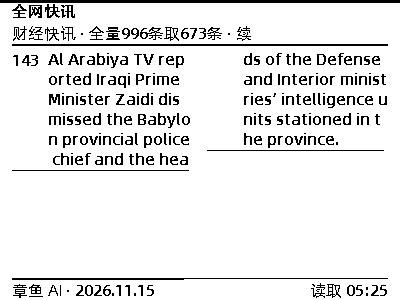 全网快讯
财经快讯 · 全量996条取673条 · 续
143 Al Arabiya TV rep
orted Iraqi Prime
Minister Zaidi dis
missed the Babylo
n provincial police
chief and the hea
ds of the Defense
and Interior minist
ries’ intelligence u
nits stationed in t
he province.
章鱼 AI · 2026.11.15
读取 05:25